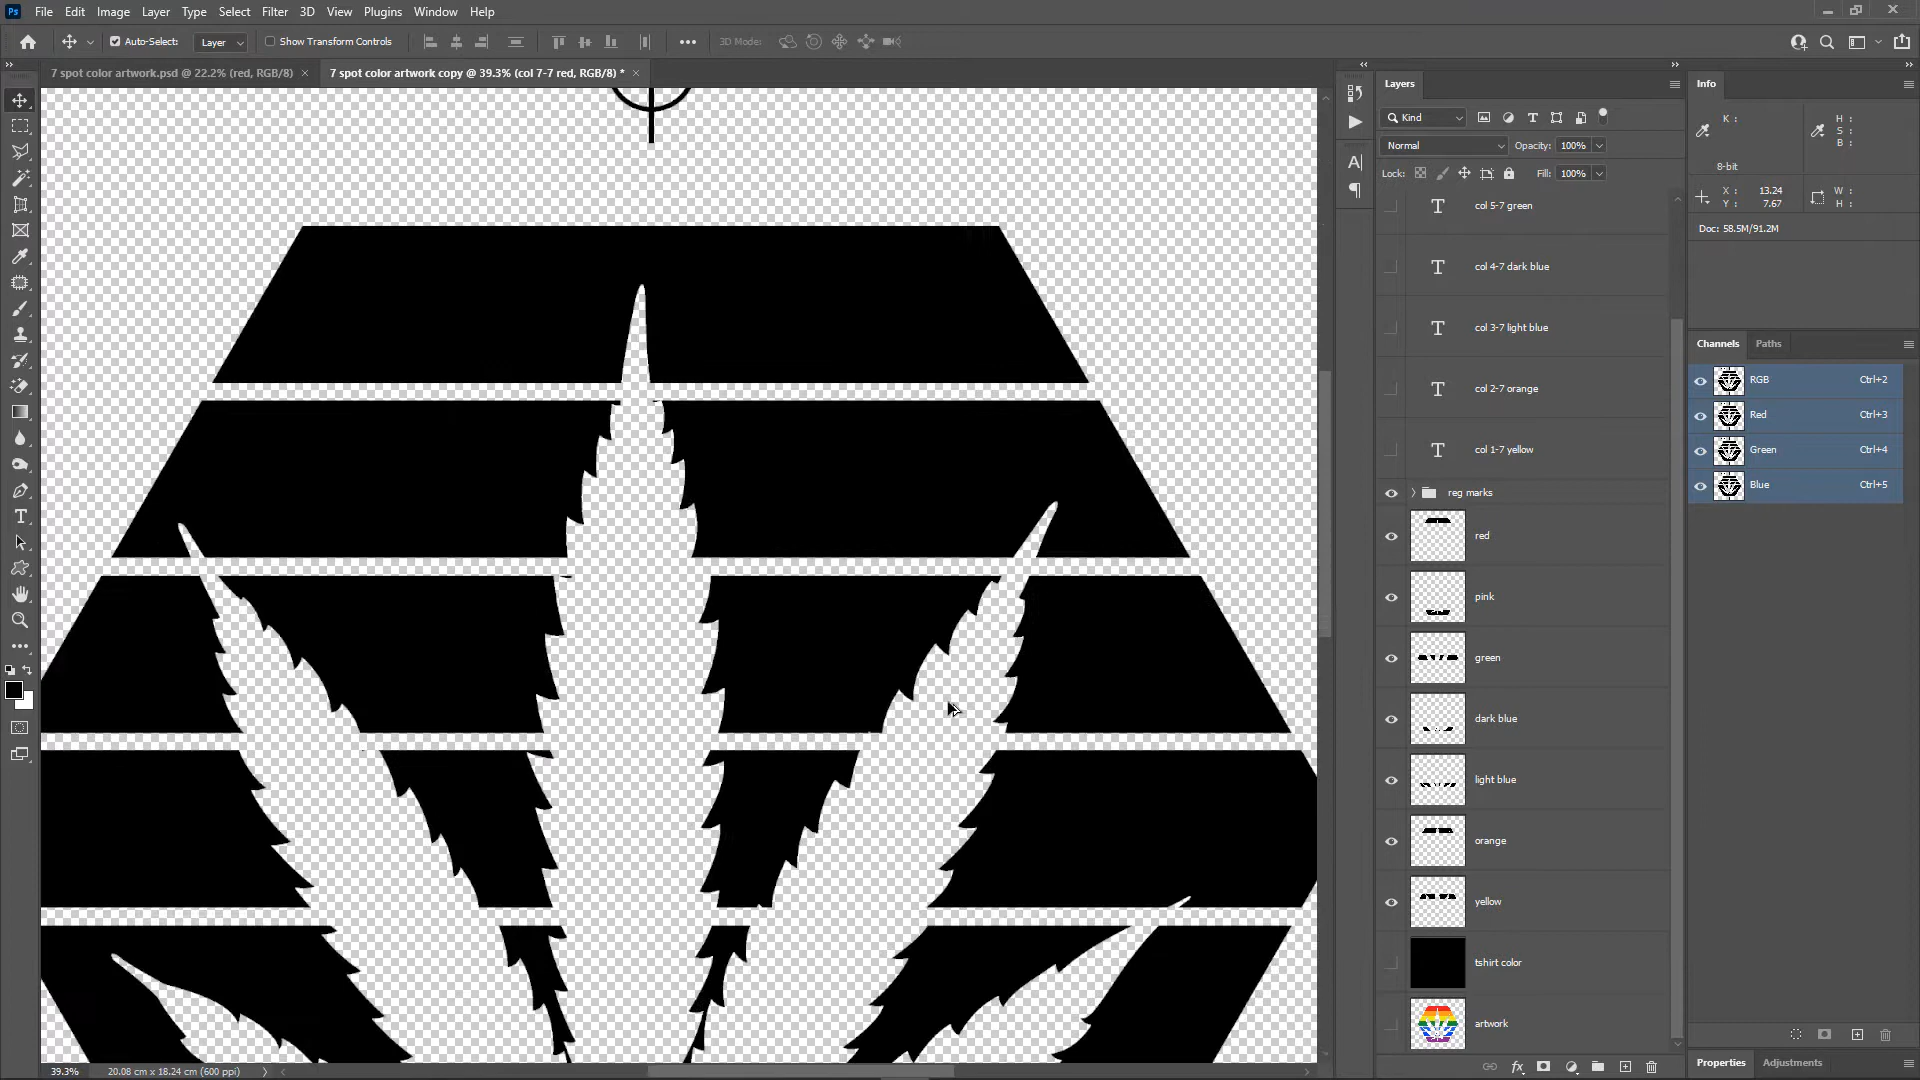 Ps File Edit Image Layer Type Select Filter 3D View Plugins Window Help
Auto-Select: Layer Show Transform Controls 3D Mode:
7 spot color artwork.psd @ 22.2% (red, RGB/8) × 7 spot color artwork copy @ 39.3% (col 7-7 red, RGB/8) * ×
Layers
Kind
Normal Opacity: 100%
Lock: Fill: 100%
col 5-7 green
col 4-7 dark blue
col 3-7 light blue
col 2-7 orange
col 1-7 yellow
reg marks
red
pink
green
dark blue
light blue
orange
yellow
tshirt color
artwork
Info
K : H :
S :
B :
8-bit
X : 13.24 W :
Y : 7.67 H :
Doc: 58.5M/91.2M
Channels Paths
RGB Ctrl+2
Red Ctrl+3
Green Ctrl+4
Blue Ctrl+5
Properties Adjustments
39.3% 20.08 cm x 18.24 cm (600 ppi)